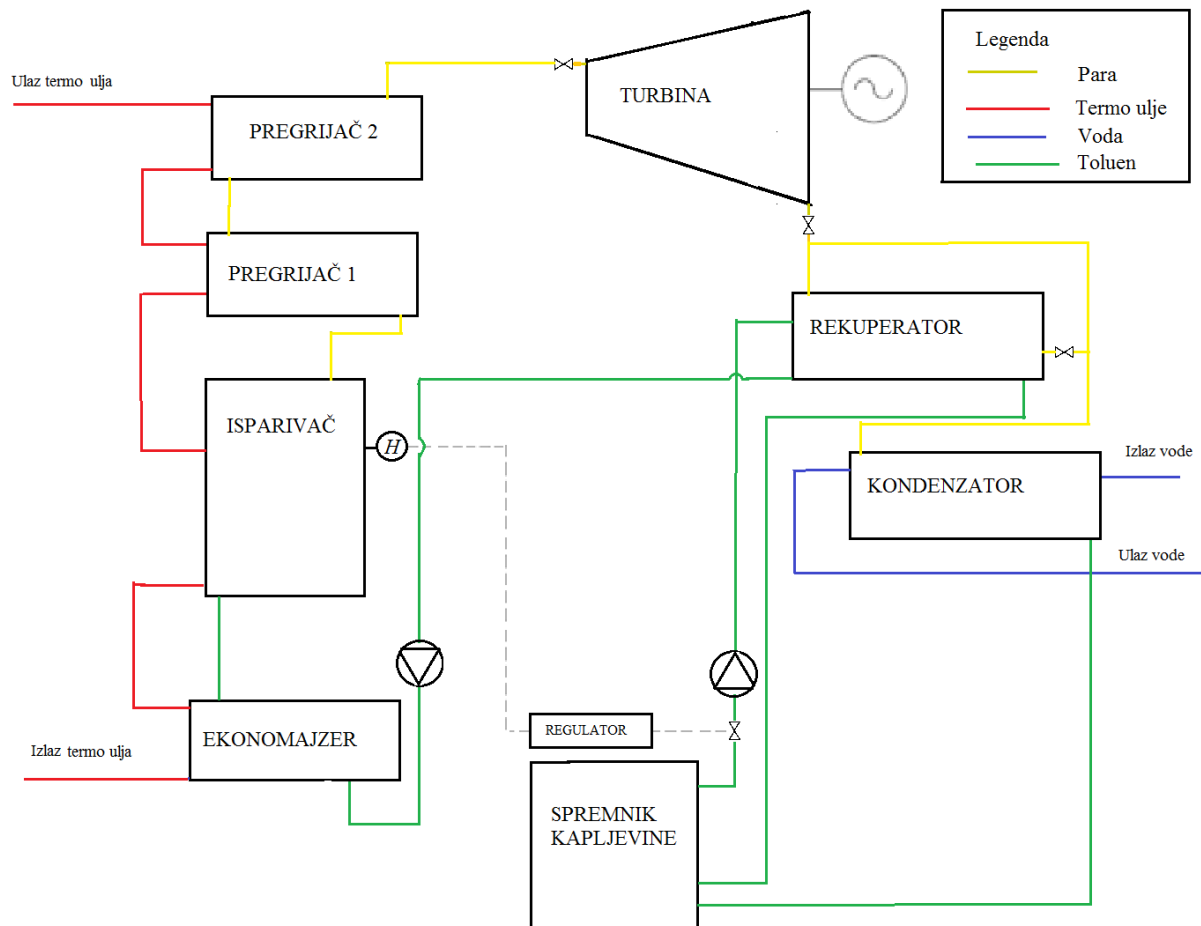 Legenda
Para
Termo ulje
Voda
Toluen
Ulaz termo ulja
PREGRIJAČ 2
TURBINA
PREGRIJAČ 1
REKUPERATOR
ISPARIVAČ
H
KONDENZATOR
Izlaz vode
Ulaz vode
REGULATOR
EKONOMAJZER
Izlaz termo ulja
SPREMNIK
KAPLJEVINE